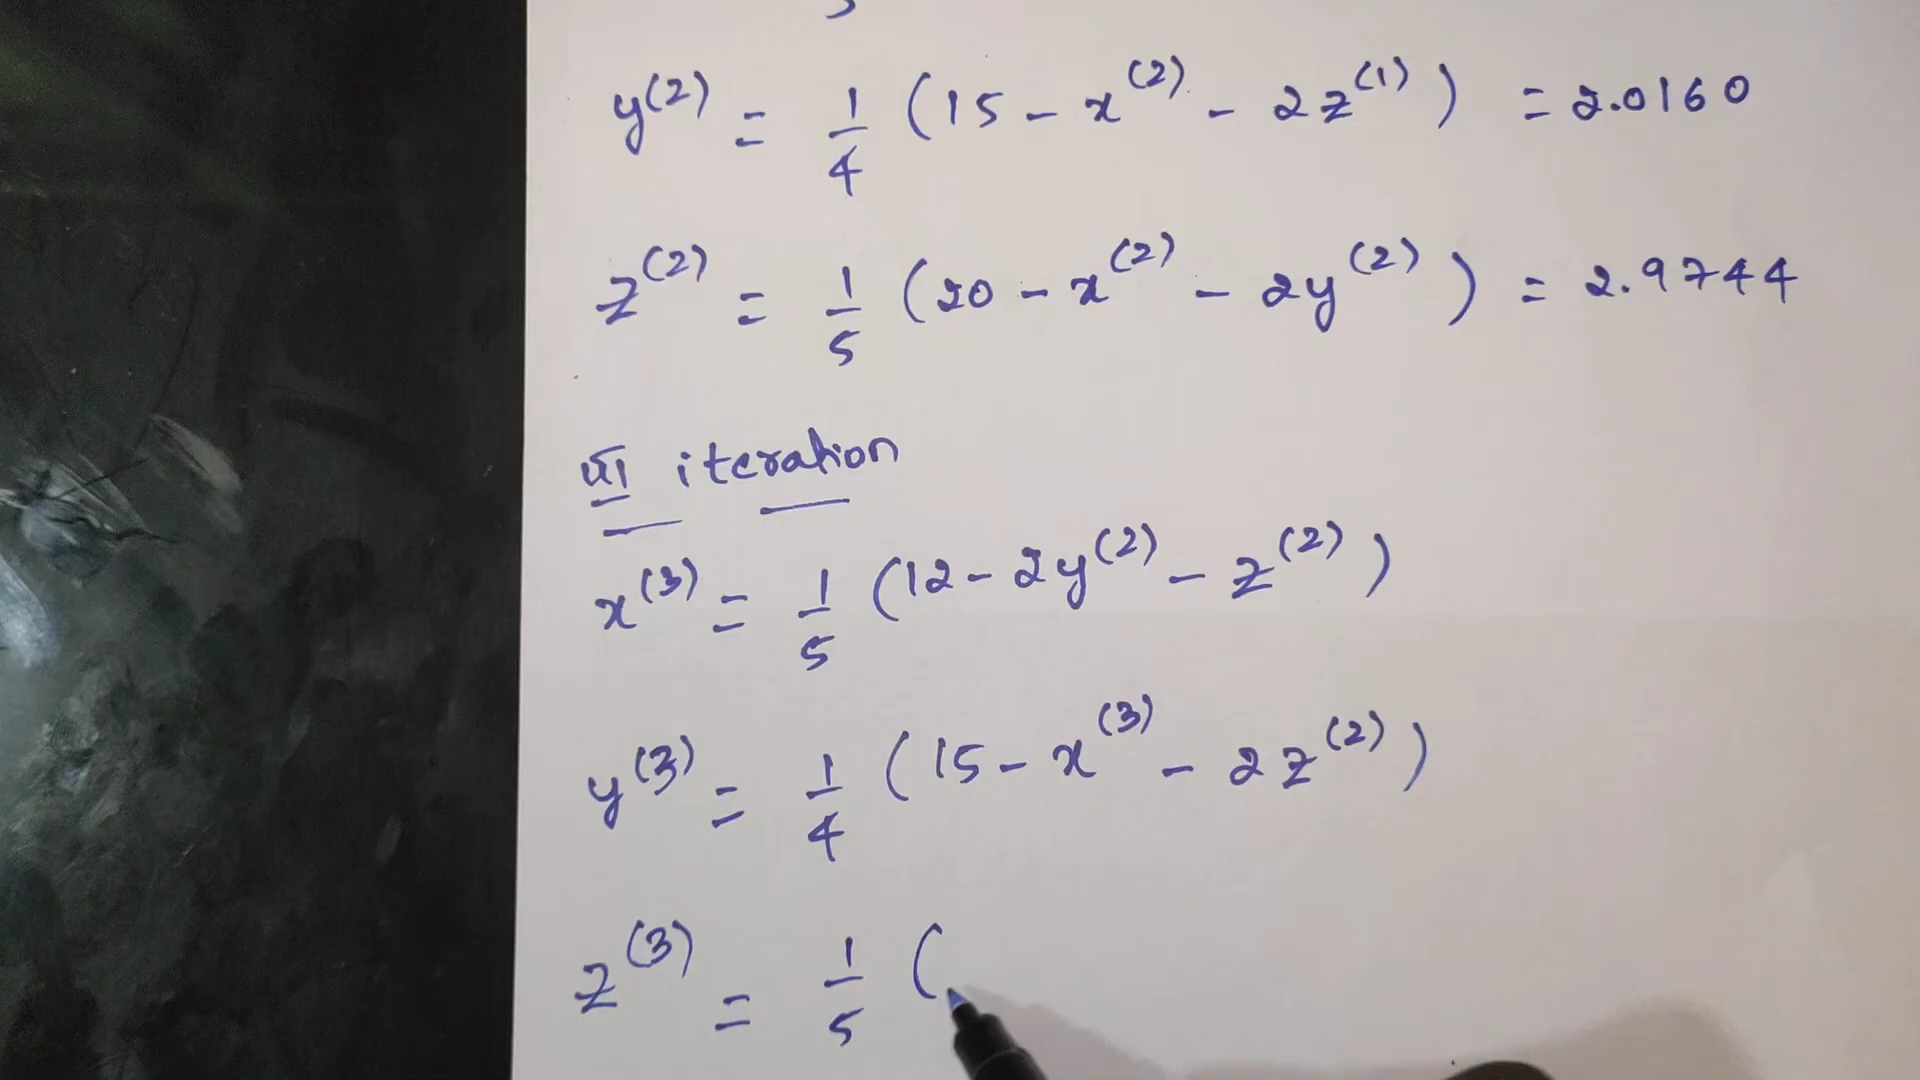 y(2) = 1/4 (15 - x(2) - 2z(1)) = 2.0160
z(2) = 1/5 (20 - x(2) - 2y(2)) = 2.9744
iteration
x(3) = 1/5 (12 - 2y(2) - z(2))
y(3) = 1/4 (15 - x(3) - 2z(2))
z(3) = 1/5 (